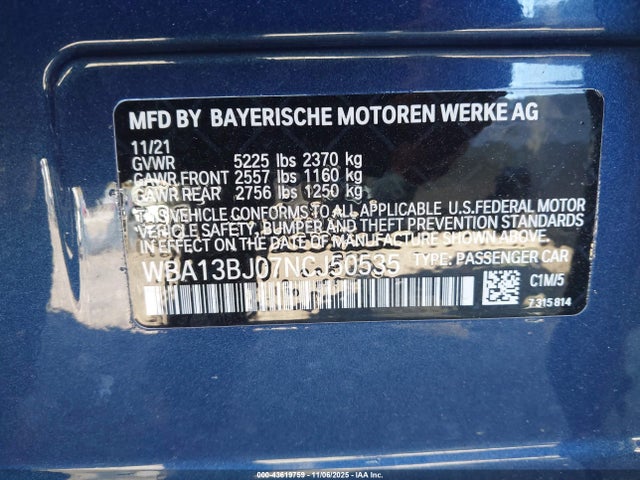 MFD BY BAYERISCHE MOTOREN WERKE AG
11/21
GVWR 5225 lbs 2370 kg
GAWR FRONT 2557 lbs 1160 kg
GAWR REAR 2756 lbs 1250 kg
THIS VEHICLE CONFORMS TO ALL APPLICABLE U.S.FEDERAL MOTOR
VEHICLE SAFETY, BUMPER, AND THEFT PREVENTION STANDARDS IN
EFFECT ON THE DATE OF MANUFACTURE SHOWN ABOVE.
WBA13BJ07NCJ50535 TYPE: PASSENGER CAR
C1M/5
7 315 814
000-43619759 - 11/06/2025 - IAAI.COM